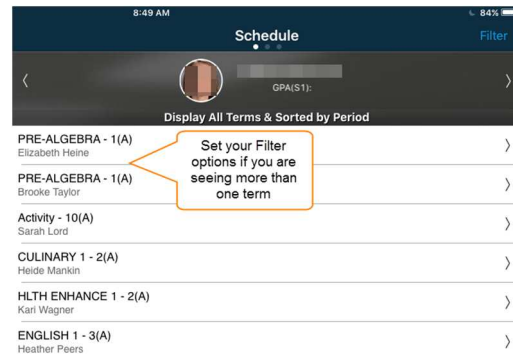 8:49 AM
84%
Schedule
Filter
GPA(S1):
Display All Terms & Sorted by Period
PRE-ALGEBRA - 1(A)
Elizabeth Heine
Set your Filter
options if you are
seeing more than
one term
PRE-ALGEBRA - 1(A)
Brooke Taylor
Activity - 10(A)
Sarah Lord
CULINARY 1 - 2(A)
Heide Mankin
HLTH ENHANCE 1 - 2(A)
Kari Wagner
ENGLISH 1 - 3(A)
Heather Peers